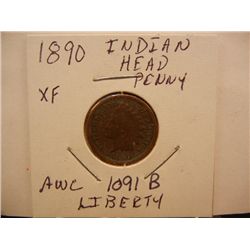 1890 INDIAN
HEAD
PENNY
XF
AWC 1091 B
LIBERTY